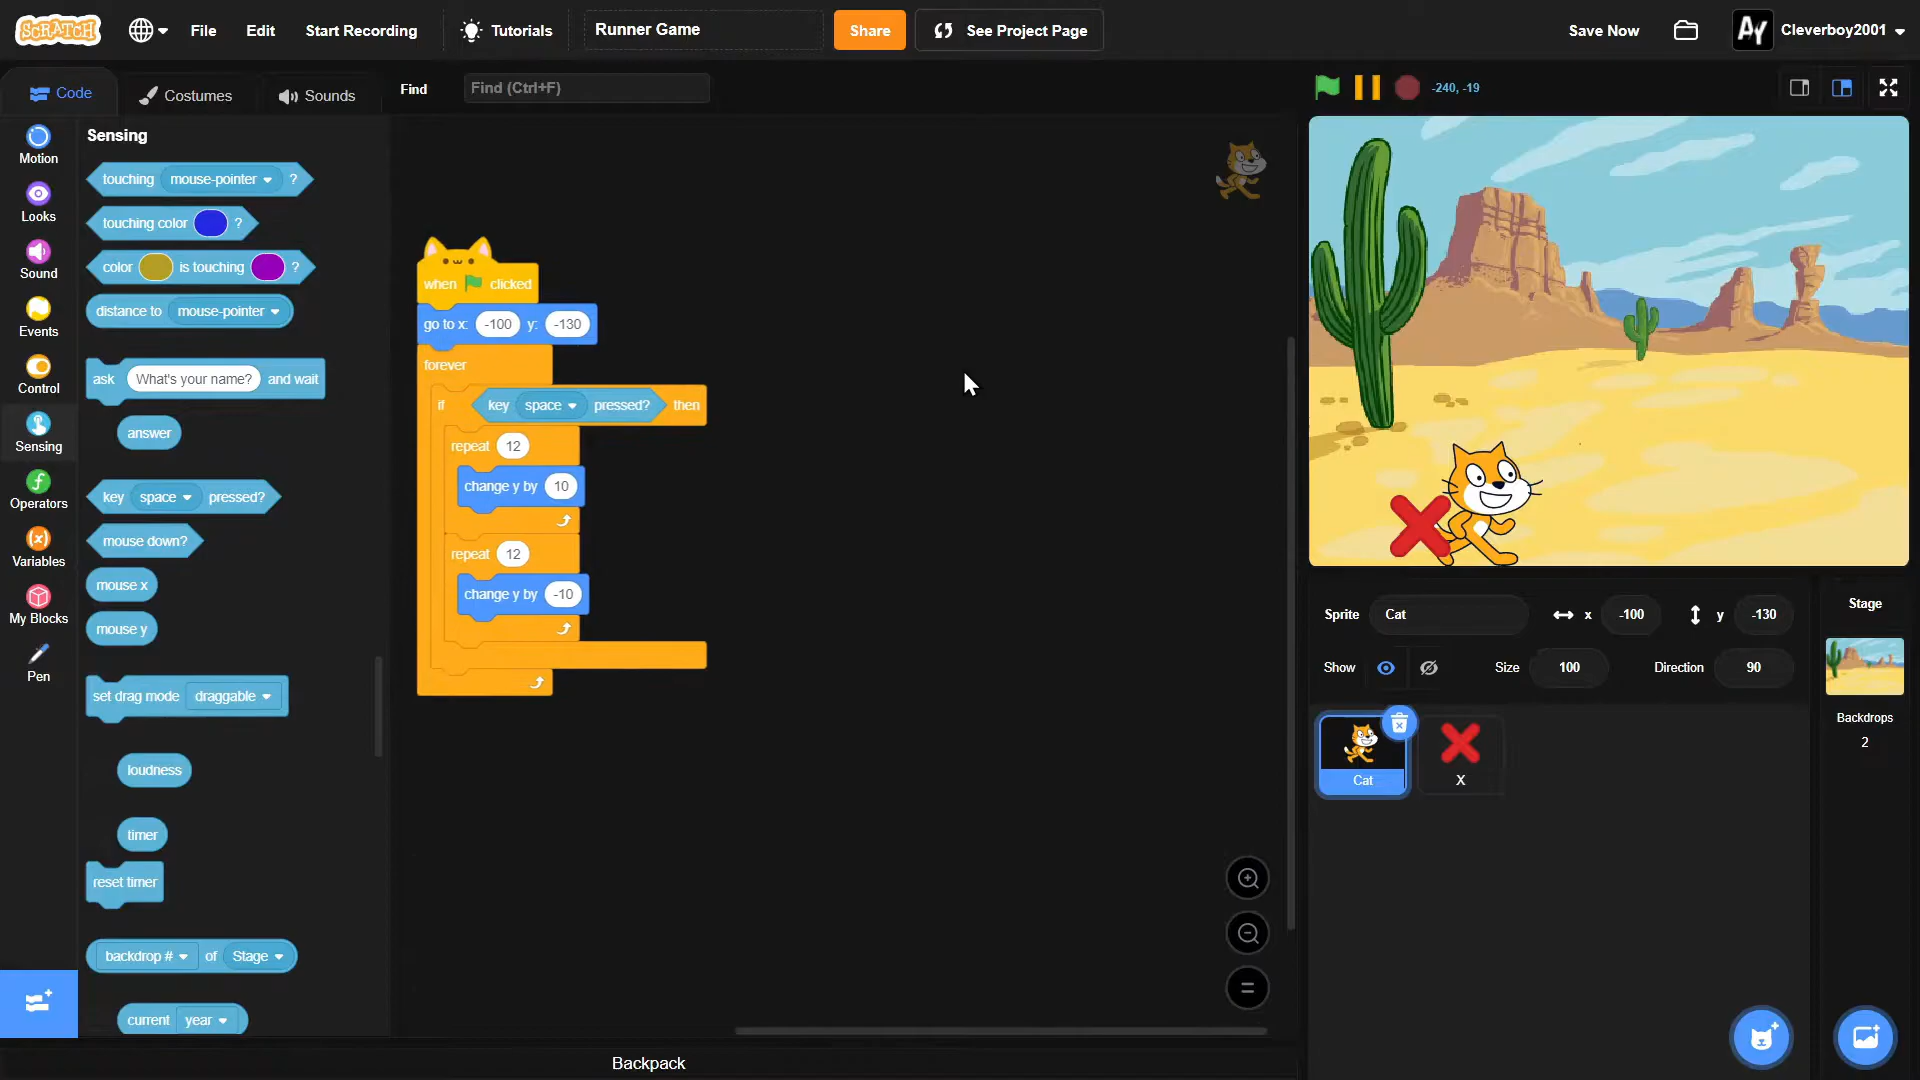 SCRATCH
File
Edit
Start Recording
Tutorials
Runner Game
Share
See Project Page
Save Now
Ay
Cleverboy2001
Code
Costumes
Sounds
Find
Find (Ctrl+F)
-240, -19
Motion
Looks
Sound
Events
Control
Sensing
Operators
Variables
My Blocks
Pen
Sensing
touching mouse-pointer ?
touching color ?
color is touching ?
distance to mouse-pointer
ask What's your name? and wait
answer
key space pressed?
mouse down?
mouse x
mouse y
set drag mode draggable
loudness
timer
reset timer
backdrop # of Stage
current year
when clicked
go to x: -100 y: -130
forever
if key space pressed? then
repeat 12
change y by 10
repeat 12
change y by -10
Sprite Cat x -100 y -130
Show Size 100 Direction 90
Cat
X
Stage
Backdrops
2
Backpack